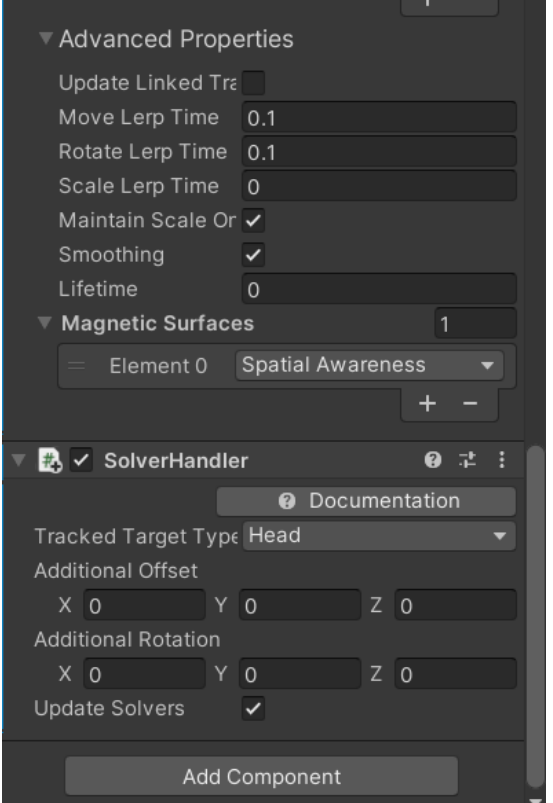 Advanced Properties
Update Linked Tra
Move Lerp Time 0.1
Rotate Lerp Time 0.1
Scale Lerp Time 0
Maintain Scale On
Smoothing
Lifetime 0
Magnetic Surfaces 1
Element 0 Spatial Awareness
+ −
SolverHandler
Documentation
Tracked Target Type Head
Additional Offset
X 0 Y 0 Z 0
Additional Rotation
X 0 Y 0 Z 0
Update Solvers
Add Component